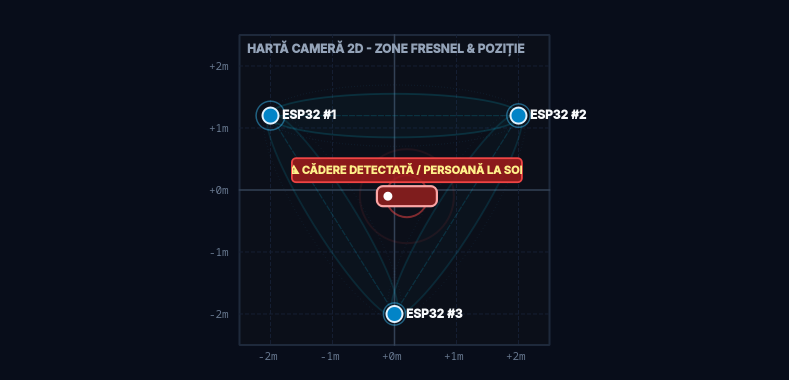 HARTĂ CAMERĂ 2D - ZONE FRESNEL & POZIȚIE
+2m
ESP32 #1
ESP32 #2
+1m
CĂDERE DETECTATĂ / PERSOANĂ LA
+0m
-1m
ESP32 #3
-2m
-2m
-1m
+0m
+1m
+2m